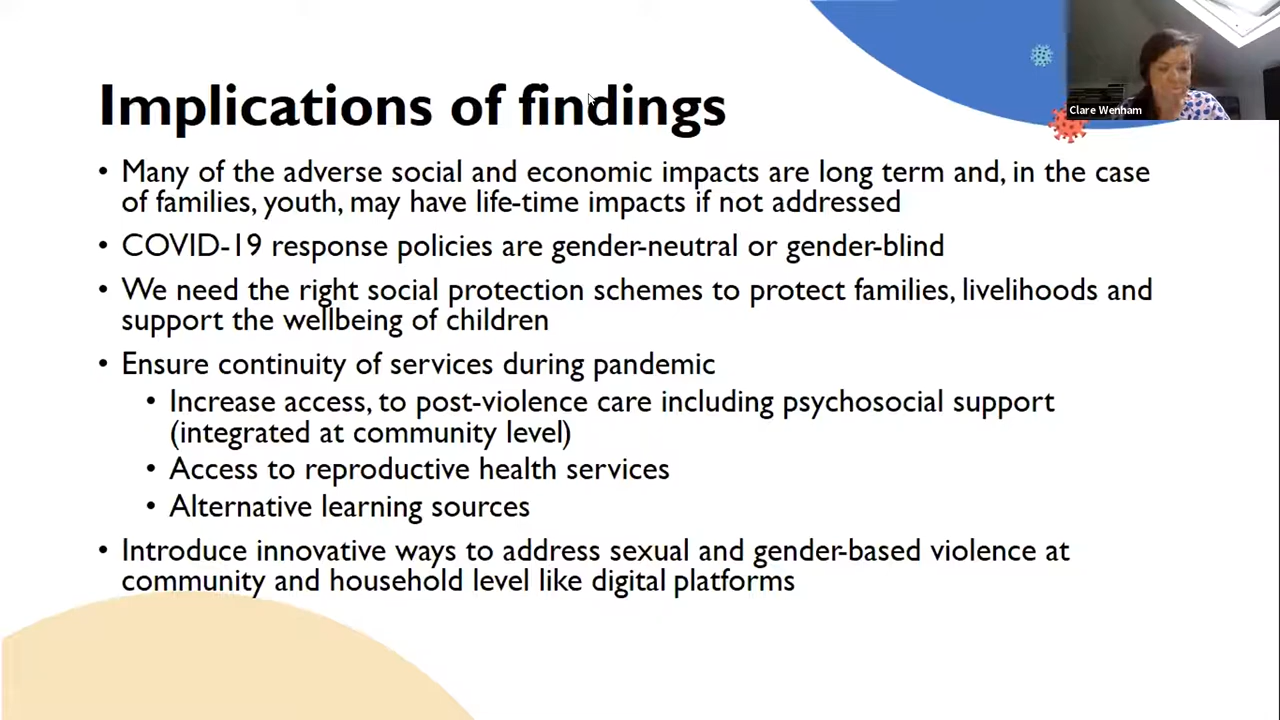 Implications of findings
Clare Wenham
• Many of the adverse social and economic impacts are long term and, in the case
of families, youth, may have life-time impacts if not addressed
• COVID-19 response policies are gender-neutral or gender-blind
• We need the right social protection schemes to protect families, livelihoods and
support the wellbeing of children
• Ensure continuity of services during pandemic
• Increase access, to post-violence care including psychosocial support
(integrated at community level)
• Access to reproductive health services
• Alternative learning sources
• Introduce innovative ways to address sexual and gender-based violence at
community and household level like digital platforms